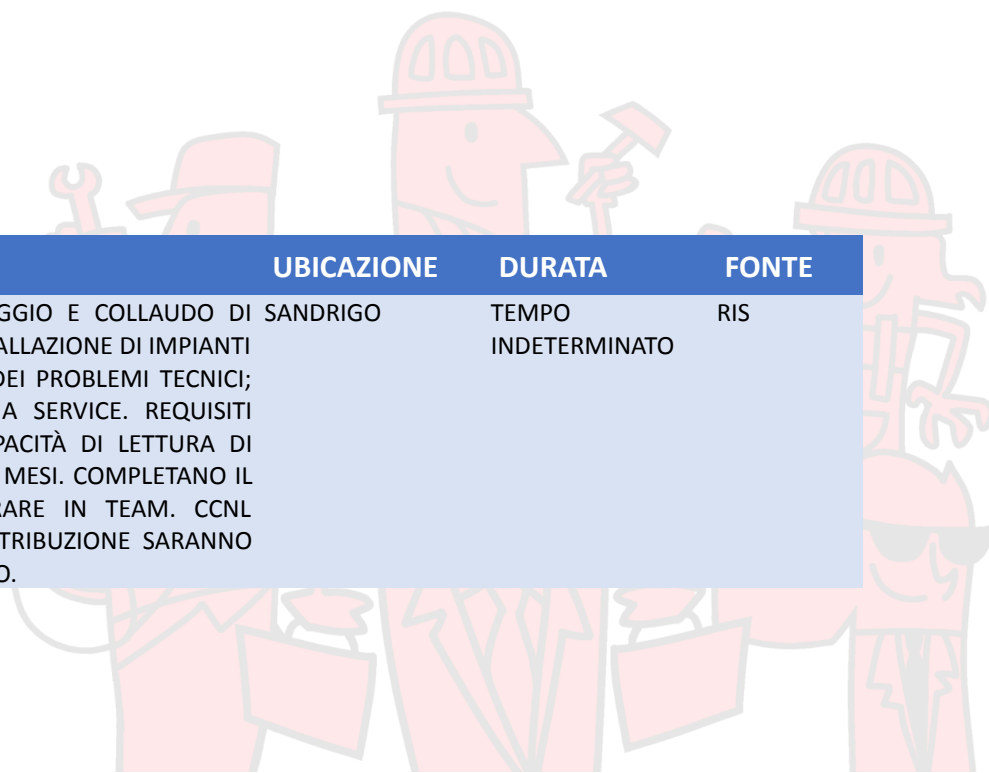 UBICAZIONE DURATA FONTE
GGIO E COLLAUDO DI SANDRIGO TEMPO RIS
ALLAZIONE DI IMPIANTI INDETERMINATO
DEI PROBLEMI TECNICI;
A SERVICE. REQUISITI
PACITÀ DI LETTURA DI
MESI. COMPLETANO IL
RARE IN TEAM. CCNL
TRIBUZIONE SARANNO
O.